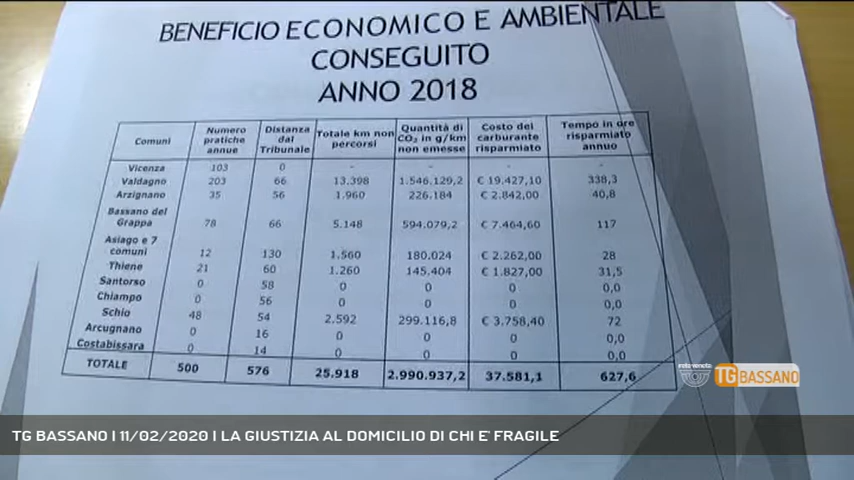 BENEFICIO ECONOMICO E AMBIENTALE
CONSEGUITO
ANNO 2018
Comuni | Numero pratiche annue | Distanza dal Tribunale | Totale km non percorsi | Quantità di CO₂ in g/km non emesse | Costo del carburante risparmiato | Tempo in ore risparmiato annuo
Vicenza 103 0 - - - -
Valdagno 203 66 13.398 1.546.129,2 € 19.427,10 338,3
Arzignano 35 56 1.960 226.184 € 2.842,00 40,8
Bassano del Grappa 78 66 5.148 594.079,2 € 7.464,60 117
Asiago e 7 comuni 12 130 1.560 180.024 € 2.262,00 28
Thiene 21 60 1.260 145.404 € 1.827,00 31,5
Santorso 0 58 0 0 0 0,0
Chiampo 0 56 0 0 0 0,0
Schio 48 54 2.592 299.116,8 € 3.758,40 72
Arcugnano 0 16 0 0 0 0,0
Costabissara 0 14 0 0 0 0,0
TOTALE 500 576 25.918 2.990.937,2 37.581,1 627,6
rete veneta
TG BASSANO
TG BASSANO | 11/02/2020 | LA GIUSTIZIA AL DOMICILIO DI CHI E' FRAGILE